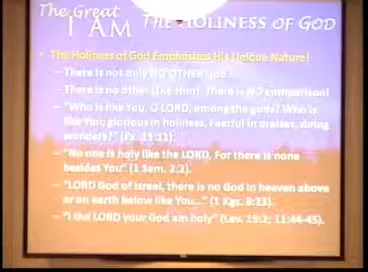 The Great
I AM
THE HOLINESS OF GOD
• The Holiness of God Emphasizes His Unique Nature!
– There is not only NO OTHER God!
– There is no other Like Him! There is NO comparison!
– "Who is like You, O LORD, among the gods? Who is
like You, glorious in holiness, Fearful in praises, doing
wonders?" (Ex. 15:11)
– "No one is holy like the LORD, For there is none
besides You" (1 Sam. 2:2).
– "LORD God of Israel, there is no God in heaven above
or on earth below like You..." (1 Kgs. 8:23).
– "I the LORD your God am holy" (Lev. 19:2; 11:44-45).